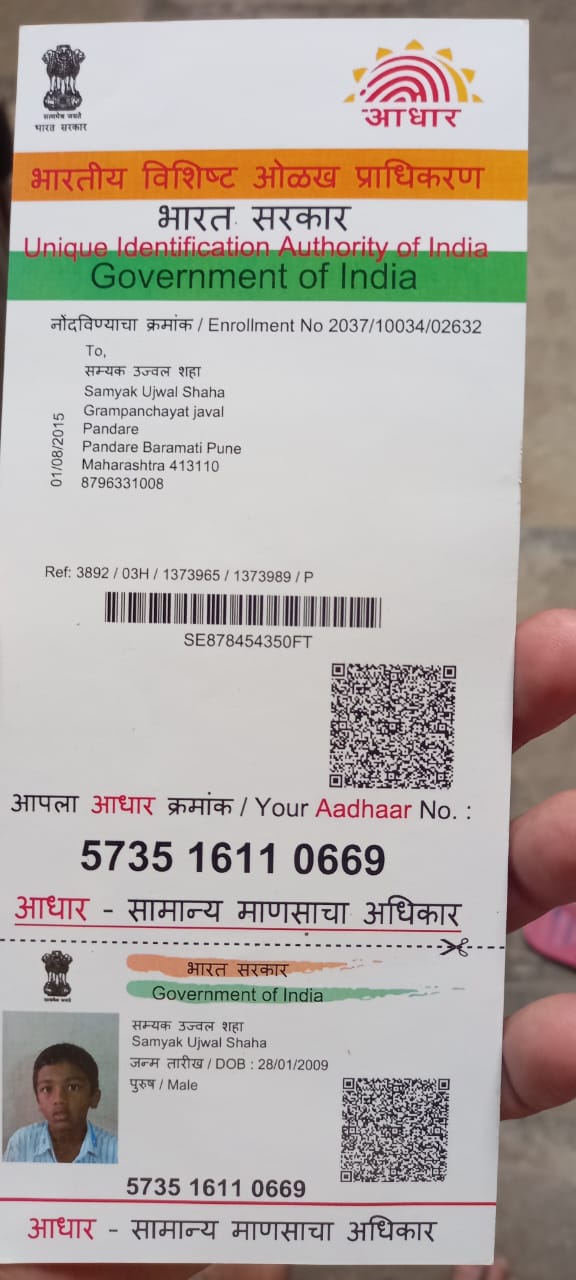 सत्यमेव जयते
भारत सरकार
आधार
भारतीय विशिष्ट ओळख प्राधिकरण
भारत सरकार
Unique Identification Authority of India
Government of India
नोंदविण्याचा क्रमांक / Enrollment No 2037/10034/02632
To,
सम्यक उज्वल शहा
Samyak Ujwal Shaha
Grampanchayat javal
Pandare
Pandare Baramati Pune
Maharashtra 413110
8796331008
01/08/2015
Ref: 3892 / 03H / 1373965 / 1373989 / P
SE878454350FT
आपला आधार क्रमांक / Your Aadhaar No. :
5735 1611 0669
आधार - सामान्य माणसाचा अधिकार
सत्यमेव जयते
भारत सरकार
Government of India
सम्यक उज्वल शहा
Samyak Ujwal Shaha
जन्म तारीख / DOB : 28/01/2009
पुरुष / Male
5735 1611 0669
आधार - सामान्य माणसाचा अधिकार